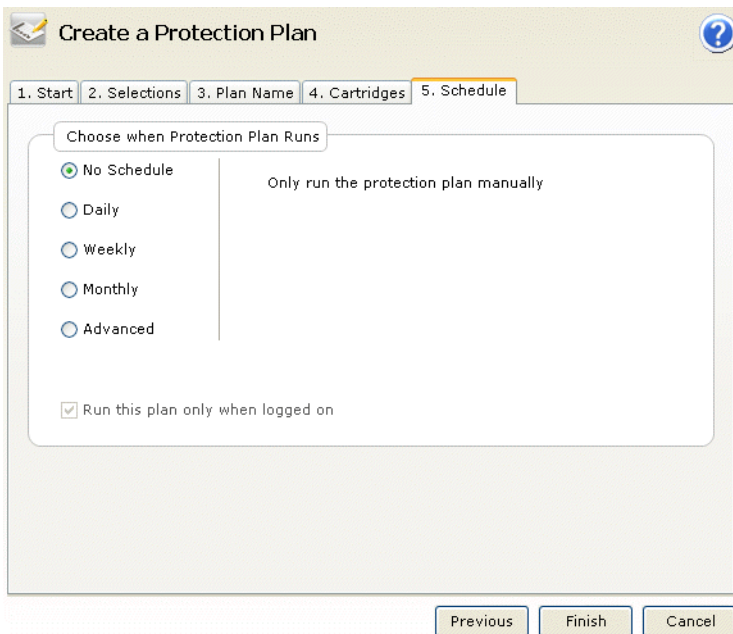 Create a Protection Plan
?
1. Start 2. Selections 3. Plan Name 4. Cartridges 5. Schedule
Choose when Protection Plan Runs
No Schedule
Only run the protection plan manually
Daily
Weekly
Monthly
Advanced
Run this plan only when logged on
Previous Finish Cancel